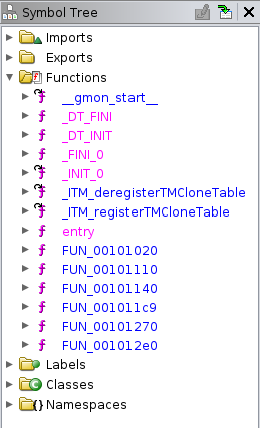 Symbol Tree
Imports
Exports
Functions
__gmon_start__
_DT_FINI
_DT_INIT
_FINI_0
_INIT_0
_ITM_deregisterTMCloneTable
_ITM_registerTMCloneTable
entry
FUN_00101020
FUN_00101110
FUN_00101140
FUN_001011c9
FUN_00101270
FUN_001012e0
Labels
Classes
Namespaces